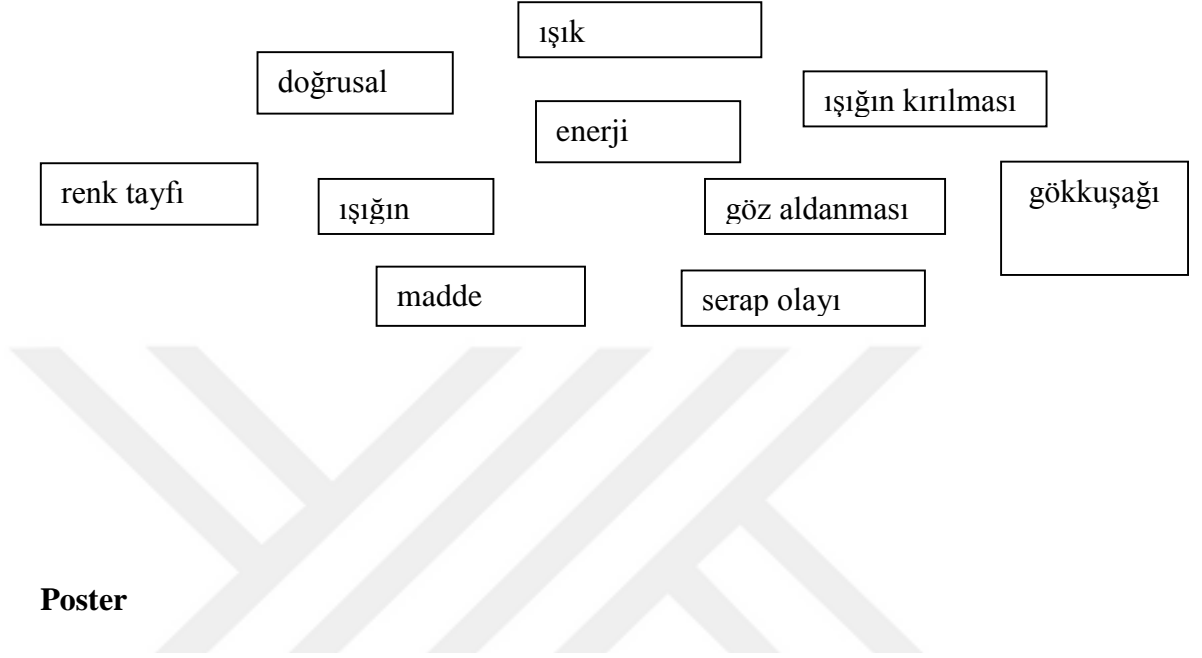 ışık
doğrusal
ışığın kırılması
enerji
renk tayfı
ışığın
göz aldanması
gökkuşağı
madde
serap olayı
Poster